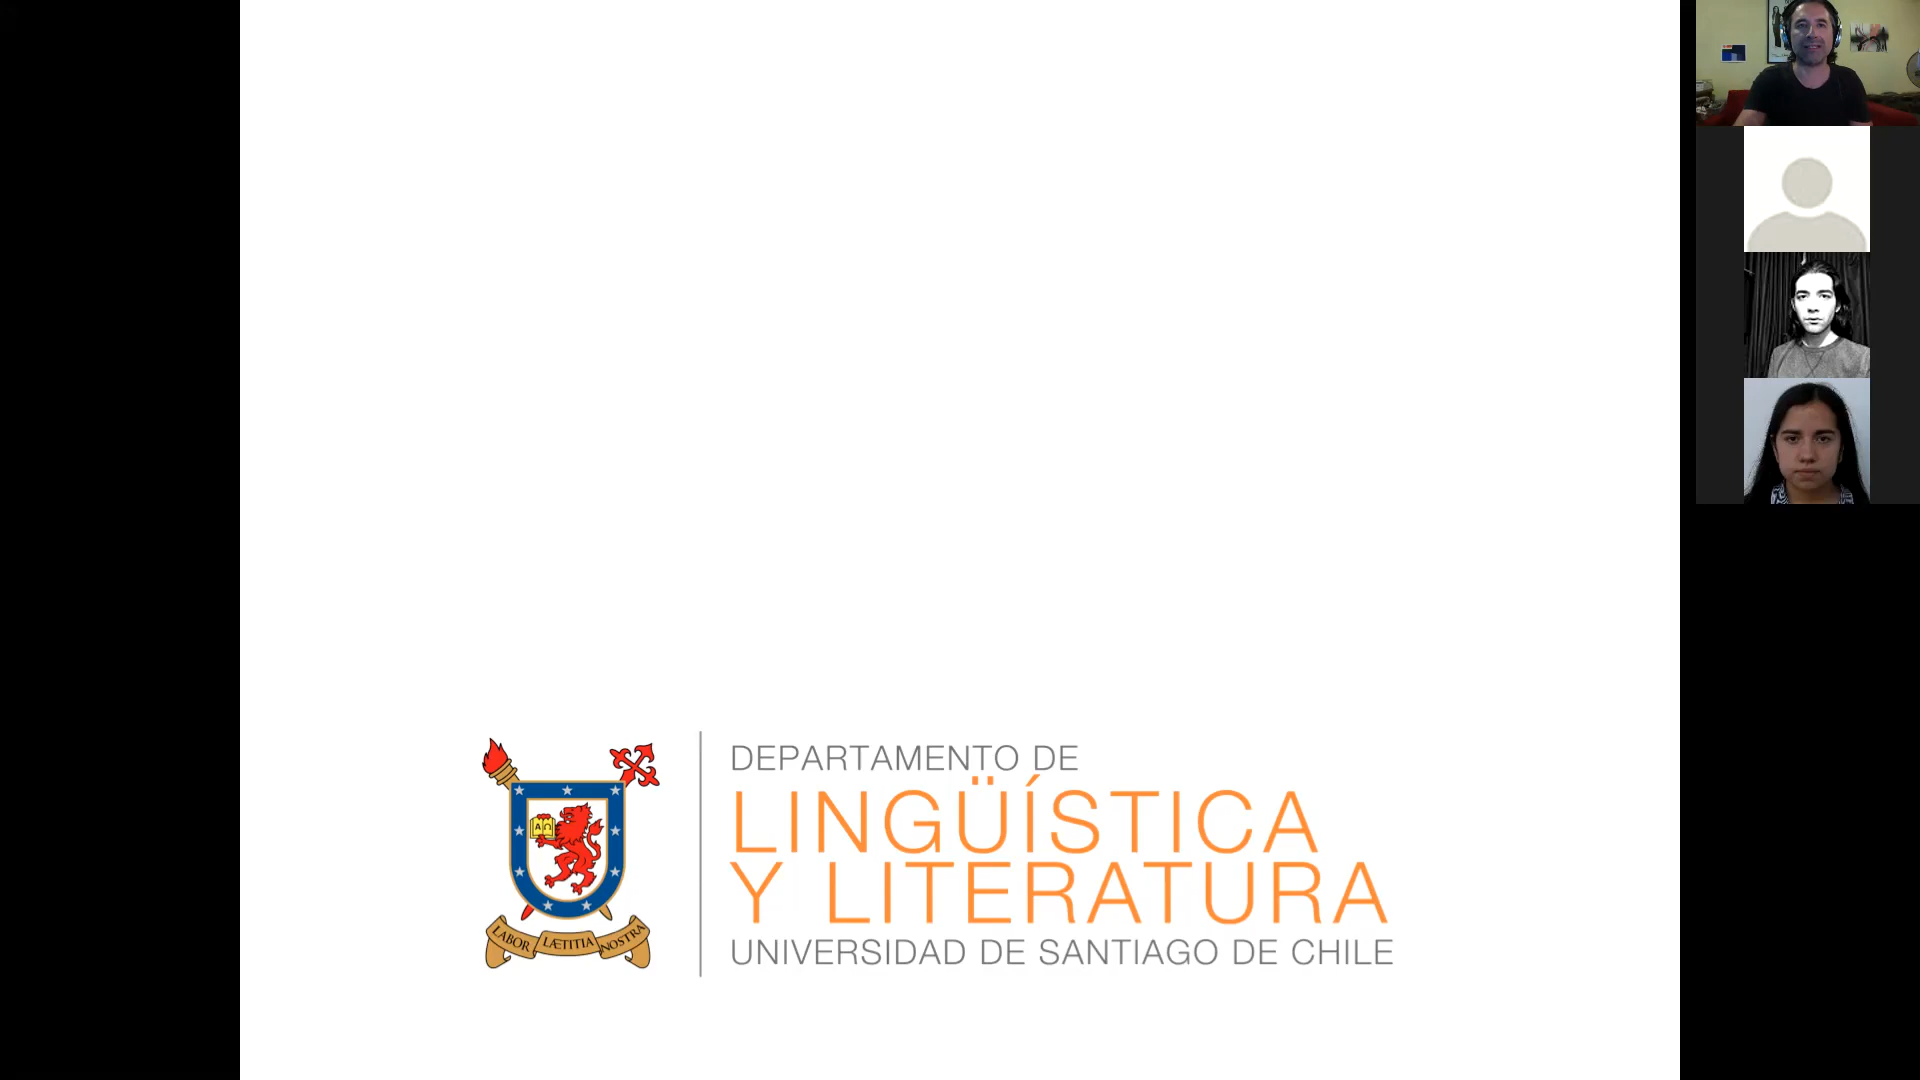 DEPARTAMENTO DE
LINGÜÍSTICA
Y LITERATURA
UNIVERSIDAD DE SANTIAGO DE CHILE
LABOR LÆTITIA NOSTRA
A Ω